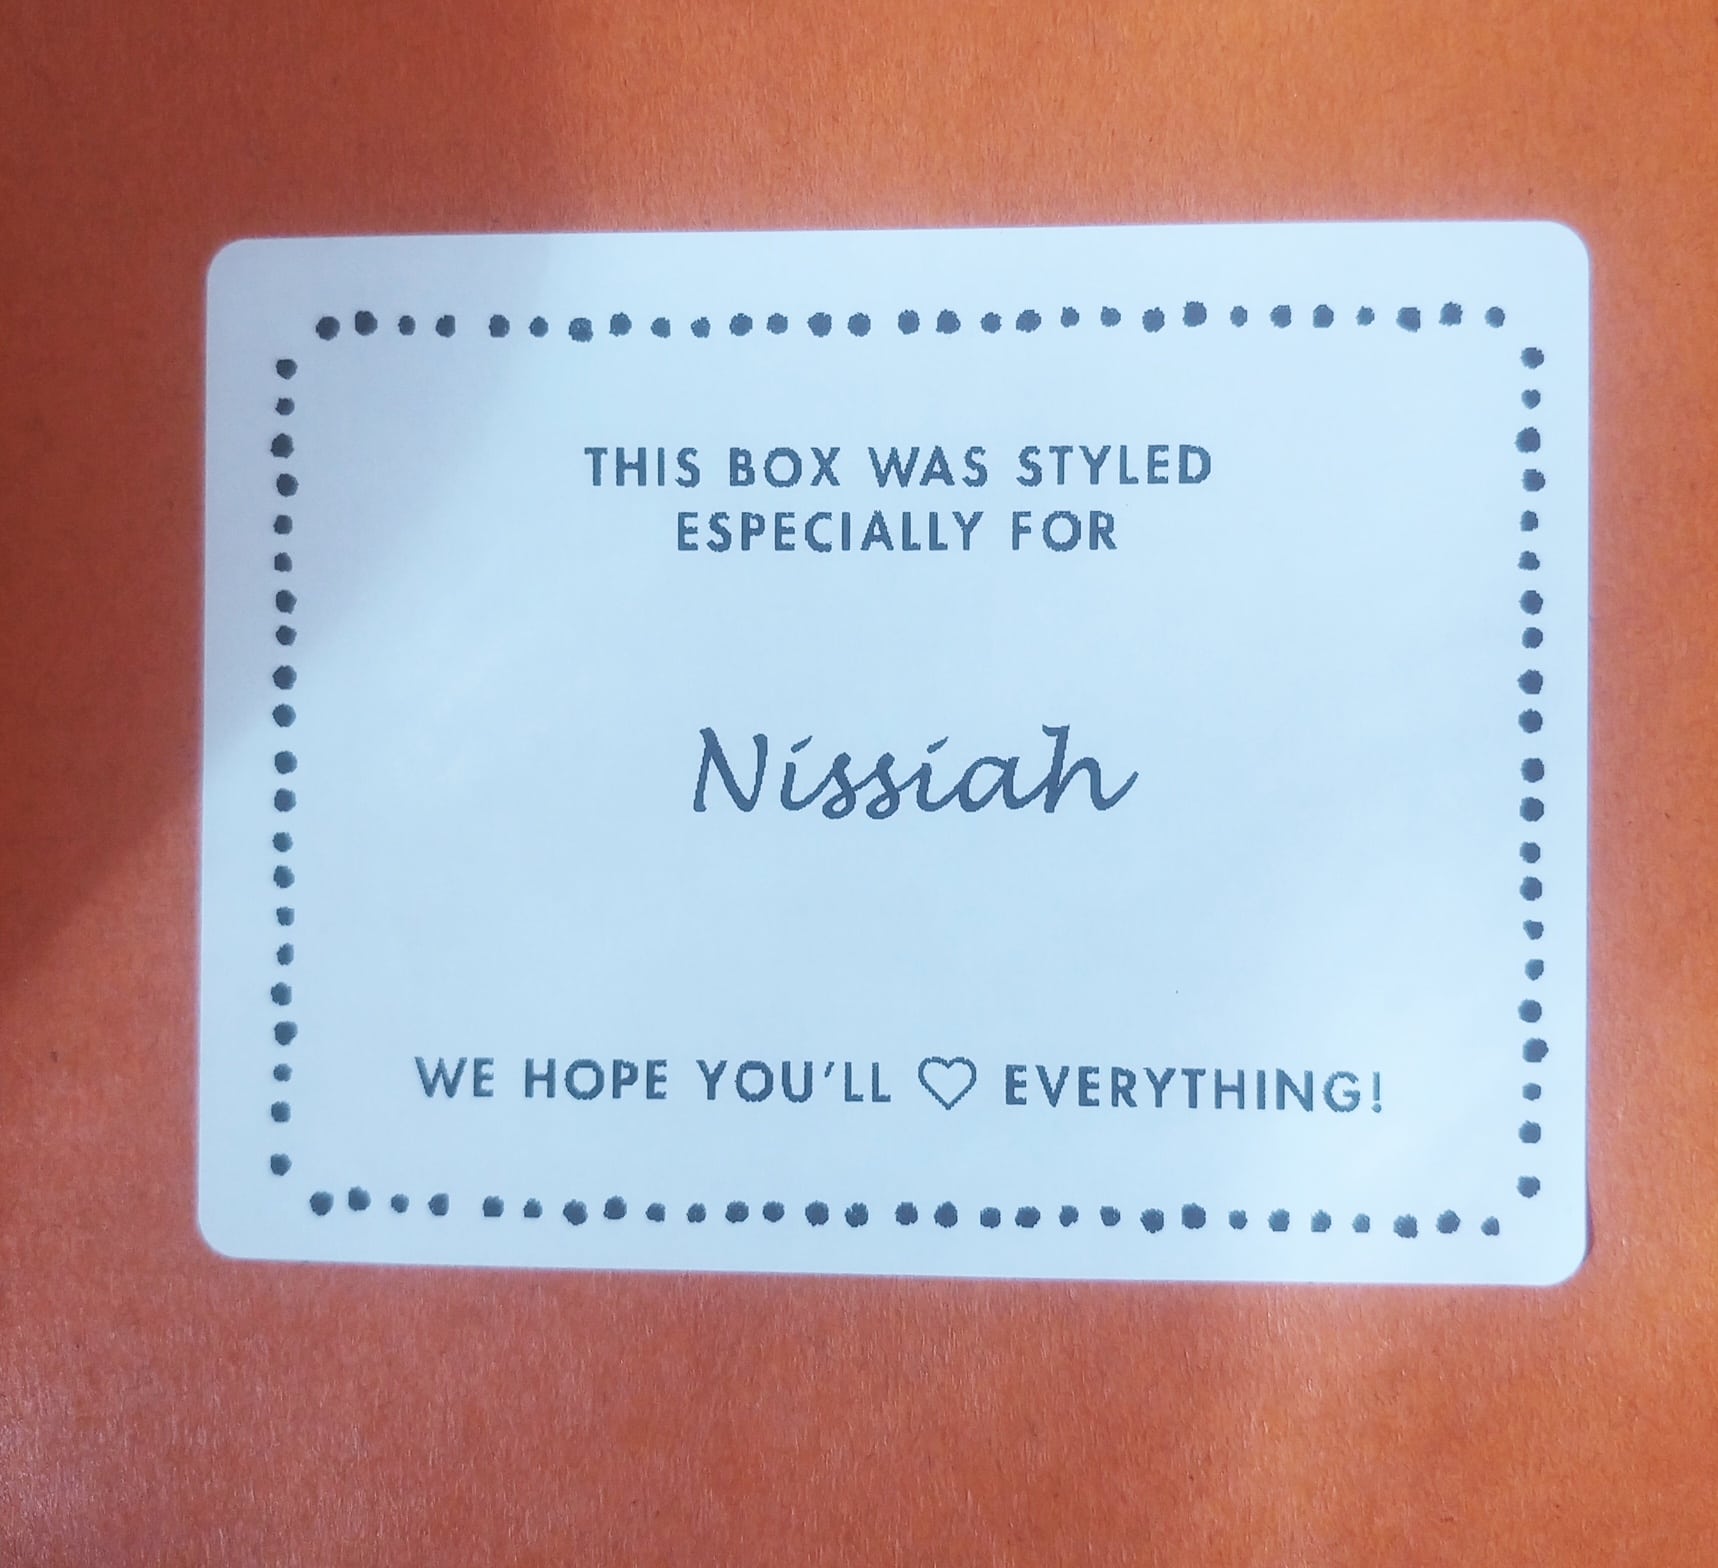 THIS BOX WAS STYLED
ESPECIALLY FOR
Nissiah
WE HOPE YOU'LL ♡ EVERYTHING!